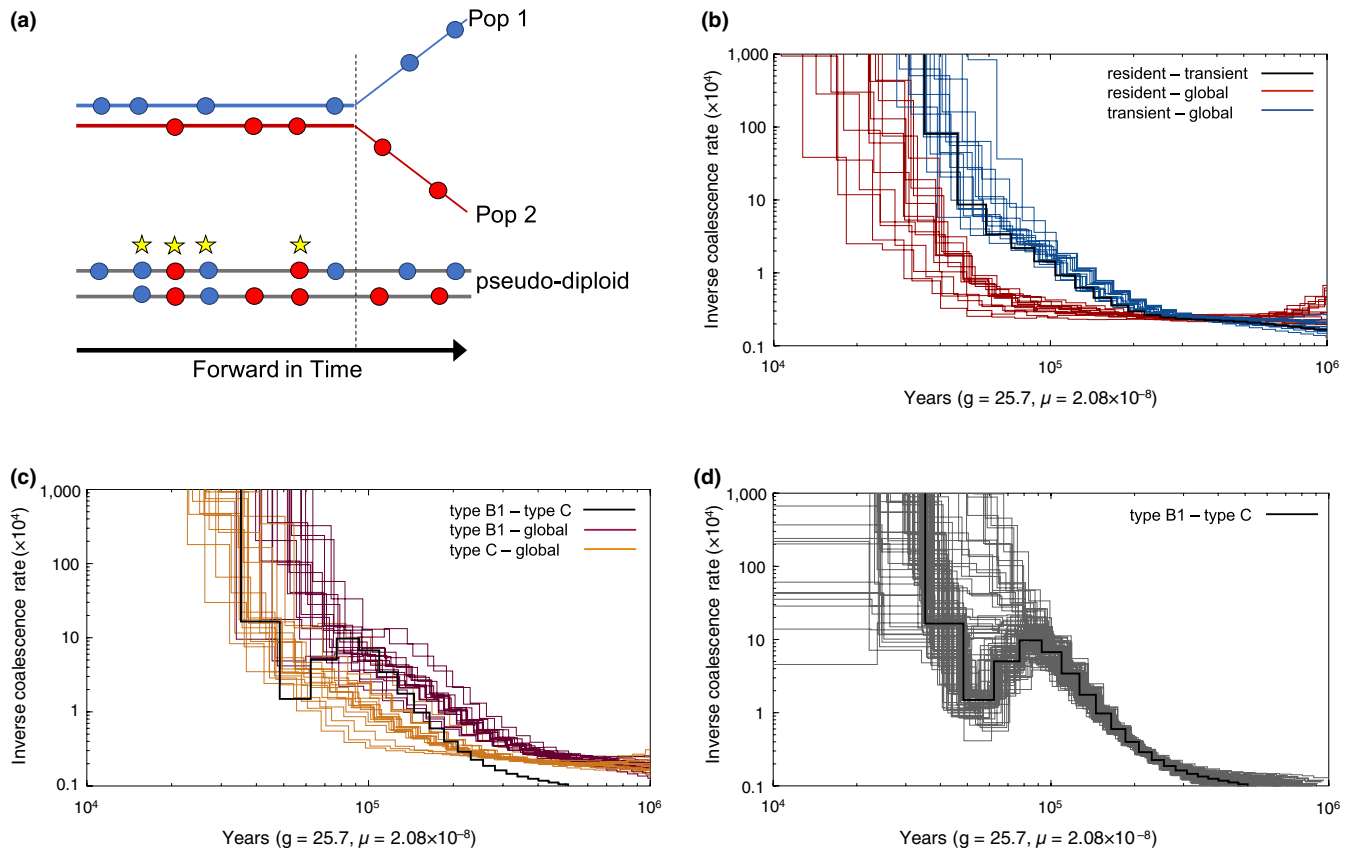 (a)
Pop 1
Pop 2
pseudo-diploid
Forward in Time
(b)
1,000
100
10
1
0.1
Inverse coalescence rate (×10⁴)
resident – transient
resident – global
transient – global
10⁴
10⁵
10⁶
Years (g = 25.7, μ = 2.08×10⁻⁸)
(c)
1,000
100
10
1
0.1
Inverse coalescence rate (×10⁴)
type B1 – type C
type B1 – global
type C – global
10⁴
10⁵
10⁶
Years (g = 25.7, μ = 2.08×10⁻⁸)
(d)
1,000
100
10
1
0.1
Inverse coalescence rate (×10⁴)
type B1 – type C
10⁴
10⁵
10⁶
Years (g = 25.7, μ = 2.08×10⁻⁸)